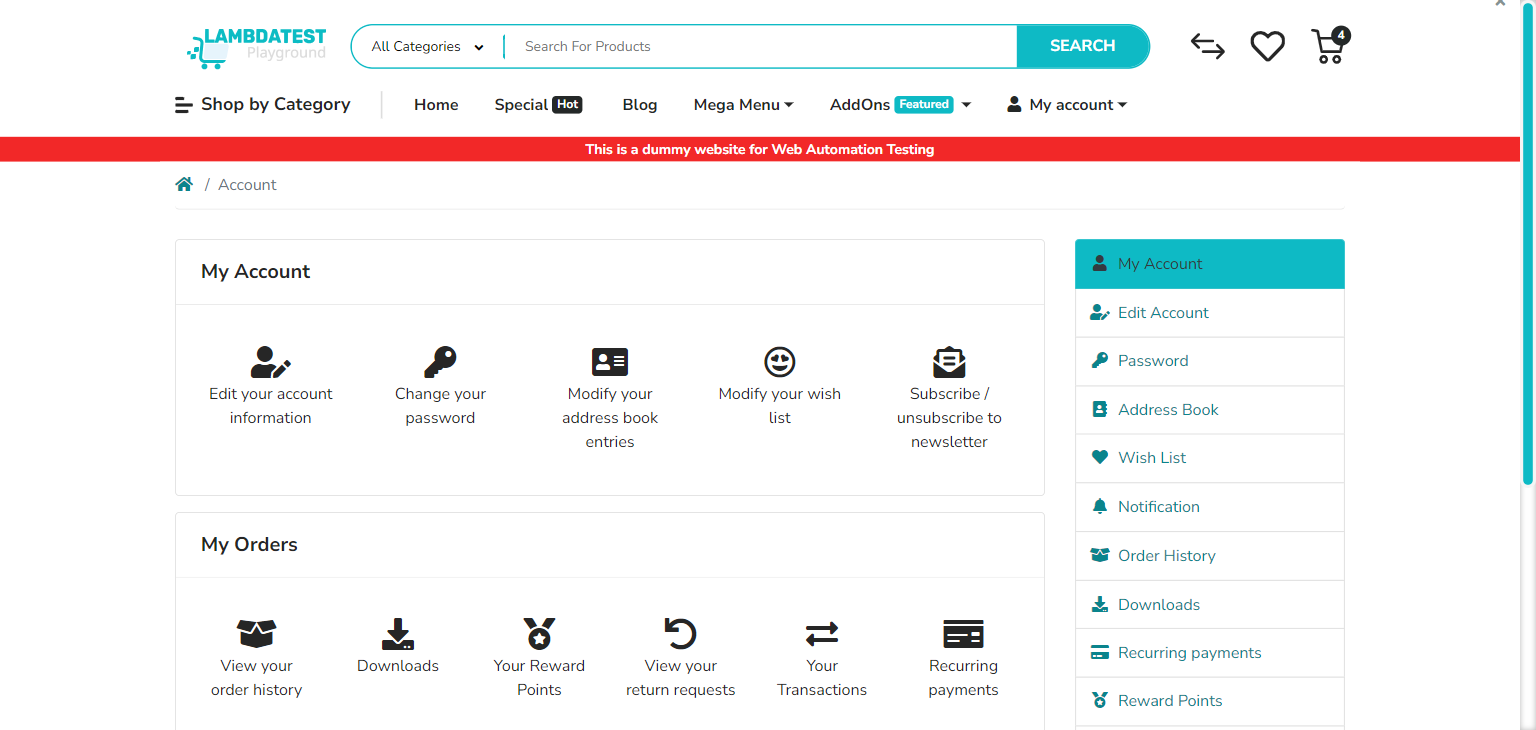 LAMBDATEST
Playground
All Categories
Search For Products
SEARCH
4
Shop by Category
Home
Special Hot
Blog
Mega Menu
AddOns Featured
My account
This is a dummy website for Web Automation Testing
/ Account
My Account
Edit your account
information
Change your
password
Modify your
address book
entries
Modify your wish
list
Subscribe /
unsubscribe to
newsletter
My Orders
View your
order history
Downloads
Your Reward
Points
View your
return requests
Your
Transactions
Recurring
payments
My Account
Edit Account
Password
Address Book
Wish List
Notification
Order History
Downloads
Recurring payments
Reward Points